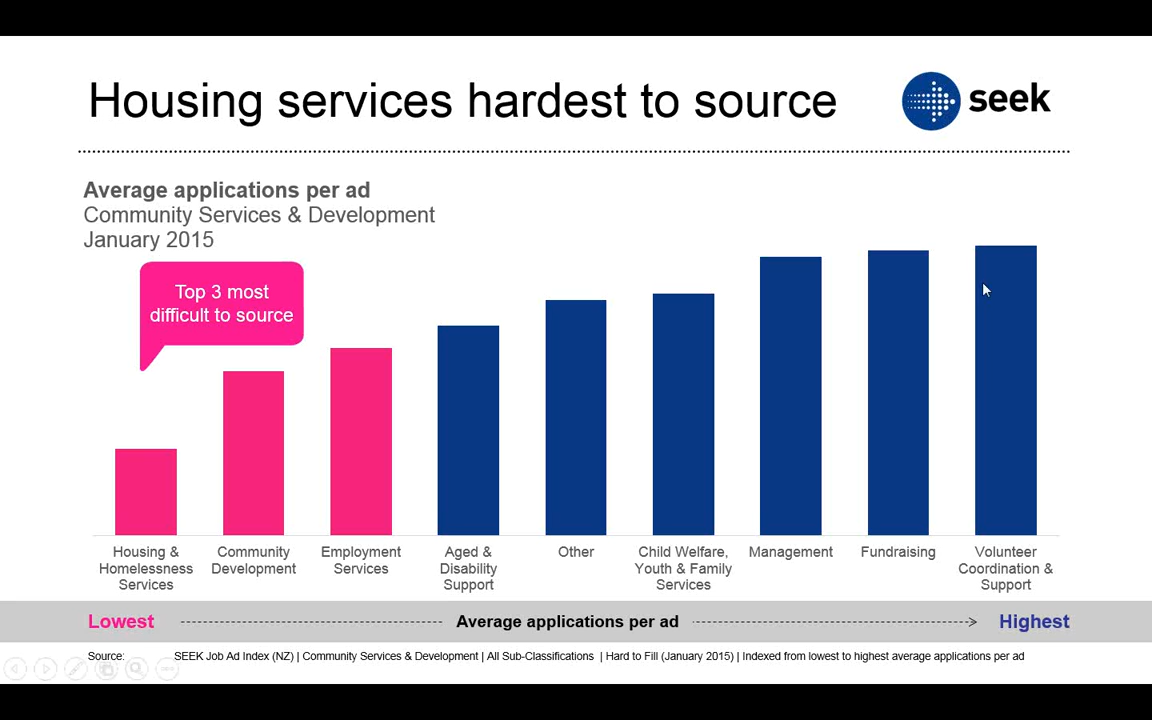 Housing services hardest to source
seek
Average applications per ad
Community Services & Development
January 2015
Top 3 most
difficult to source
Housing &
Homelessness
Services
Community
Development
Employment
Services
Aged &
Disability
Support
Other
Child Welfare,
Youth & Family
Services
Management
Fundraising
Volunteer
Coordination &
Support
Lowest
Average applications per ad
Highest
Source: SEEK Job Ad Index (NZ) | Community Services & Development | All Sub-Classifications | Hard to Fill (January 2015) | Indexed from lowest to highest average applications per ad